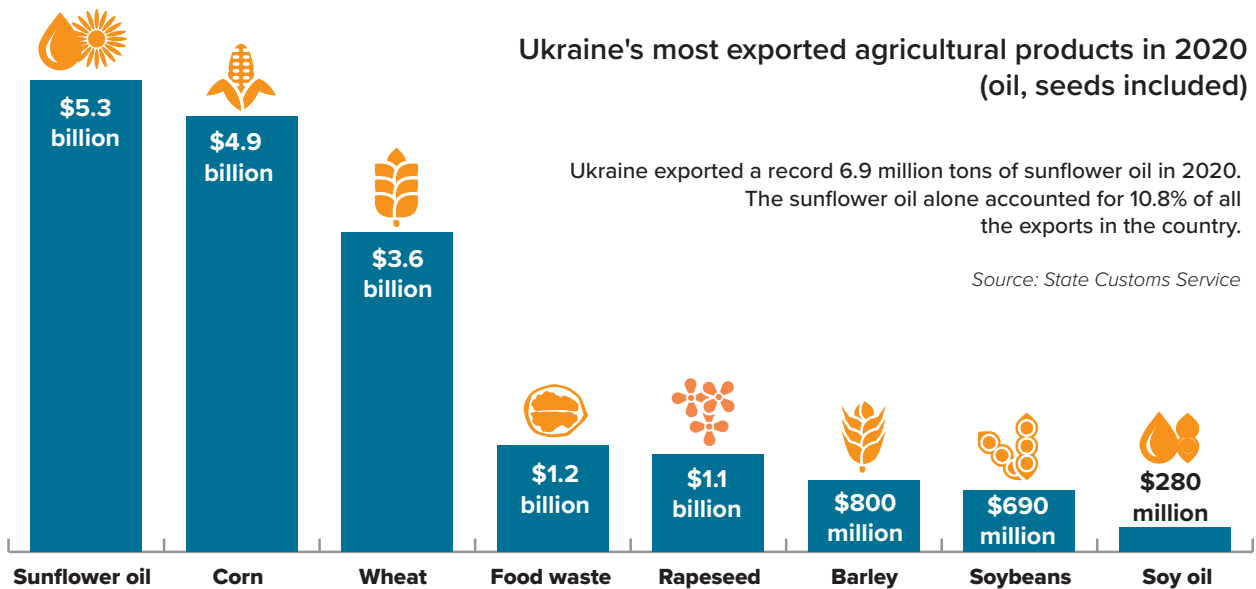 Ukraine's most exported agricultural products in 2020
(oil, seeds included)
Ukraine exported a record 6.9 million tons of sunflower oil in 2020.
The sunflower oil alone accounted for 10.8% of all
the exports in the country.
Source: State Customs Service
$5.3
billion
$4.9
billion
$3.6
billion
$1.2
billion
$1.1
billion
$800
million
$690
million
$280
million
Sunflower oil
Corn
Wheat
Food waste
Rapeseed
Barley
Soybeans
Soy oil